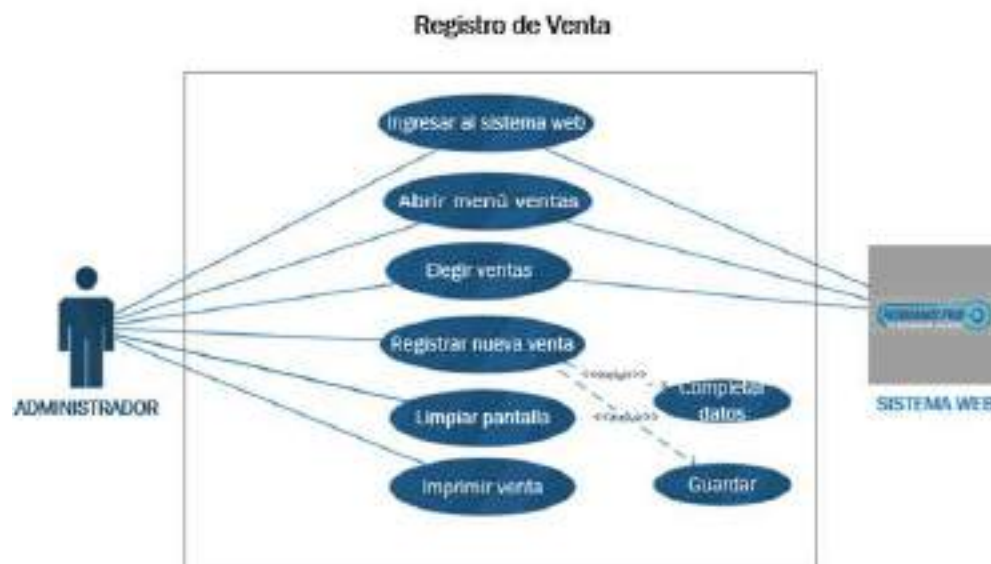 Registro de Venta
Ingresar al sistema web
Abrir menú ventas
Elegir ventas
Registrar nueva venta
Completar
datos
ADMINISTRADOR
SISTEMA WEB
Limpiar pantalla
Imprimir venta
Guardar